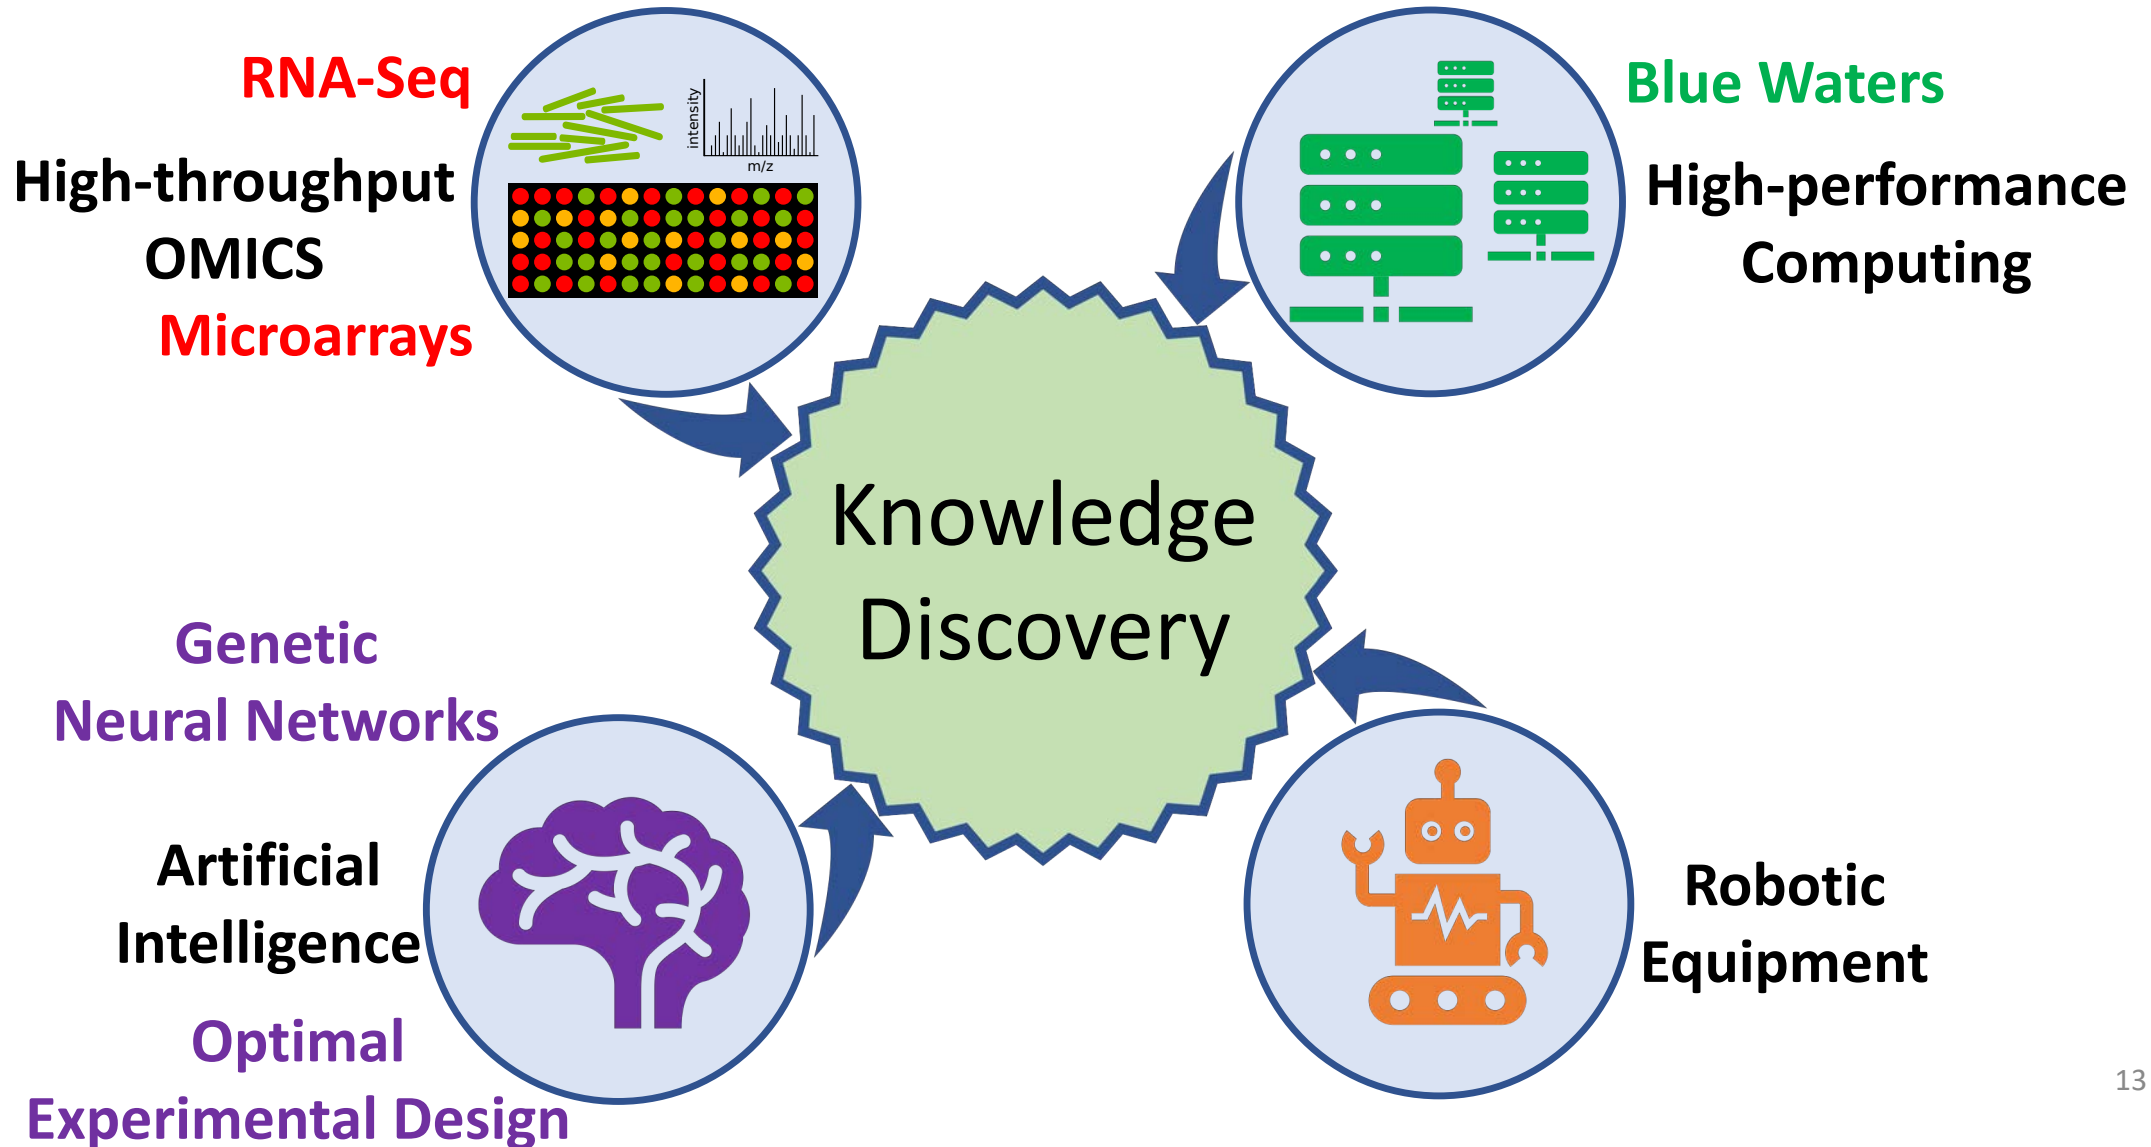 RNA-Seq
High-throughput
OMICS
Microarrays
intensity
m/z
Blue Waters
High-performance
Computing
Knowledge
Discovery
Genetic
Neural Networks
Artificial
Intelligence
Optimal
Experimental Design
Robotic
Equipment
13